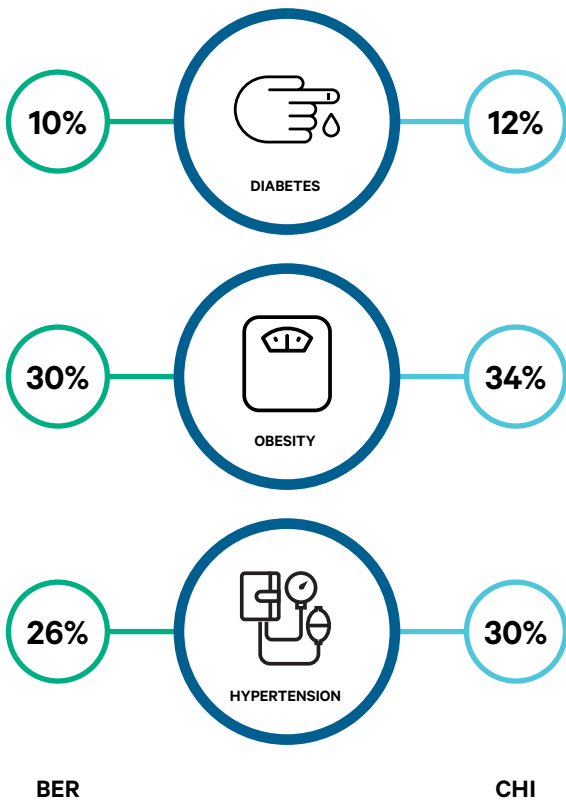 10%
12%
DIABETES
30%
34%
OBESITY
26%
30%
HYPERTENSION
BER
CHI